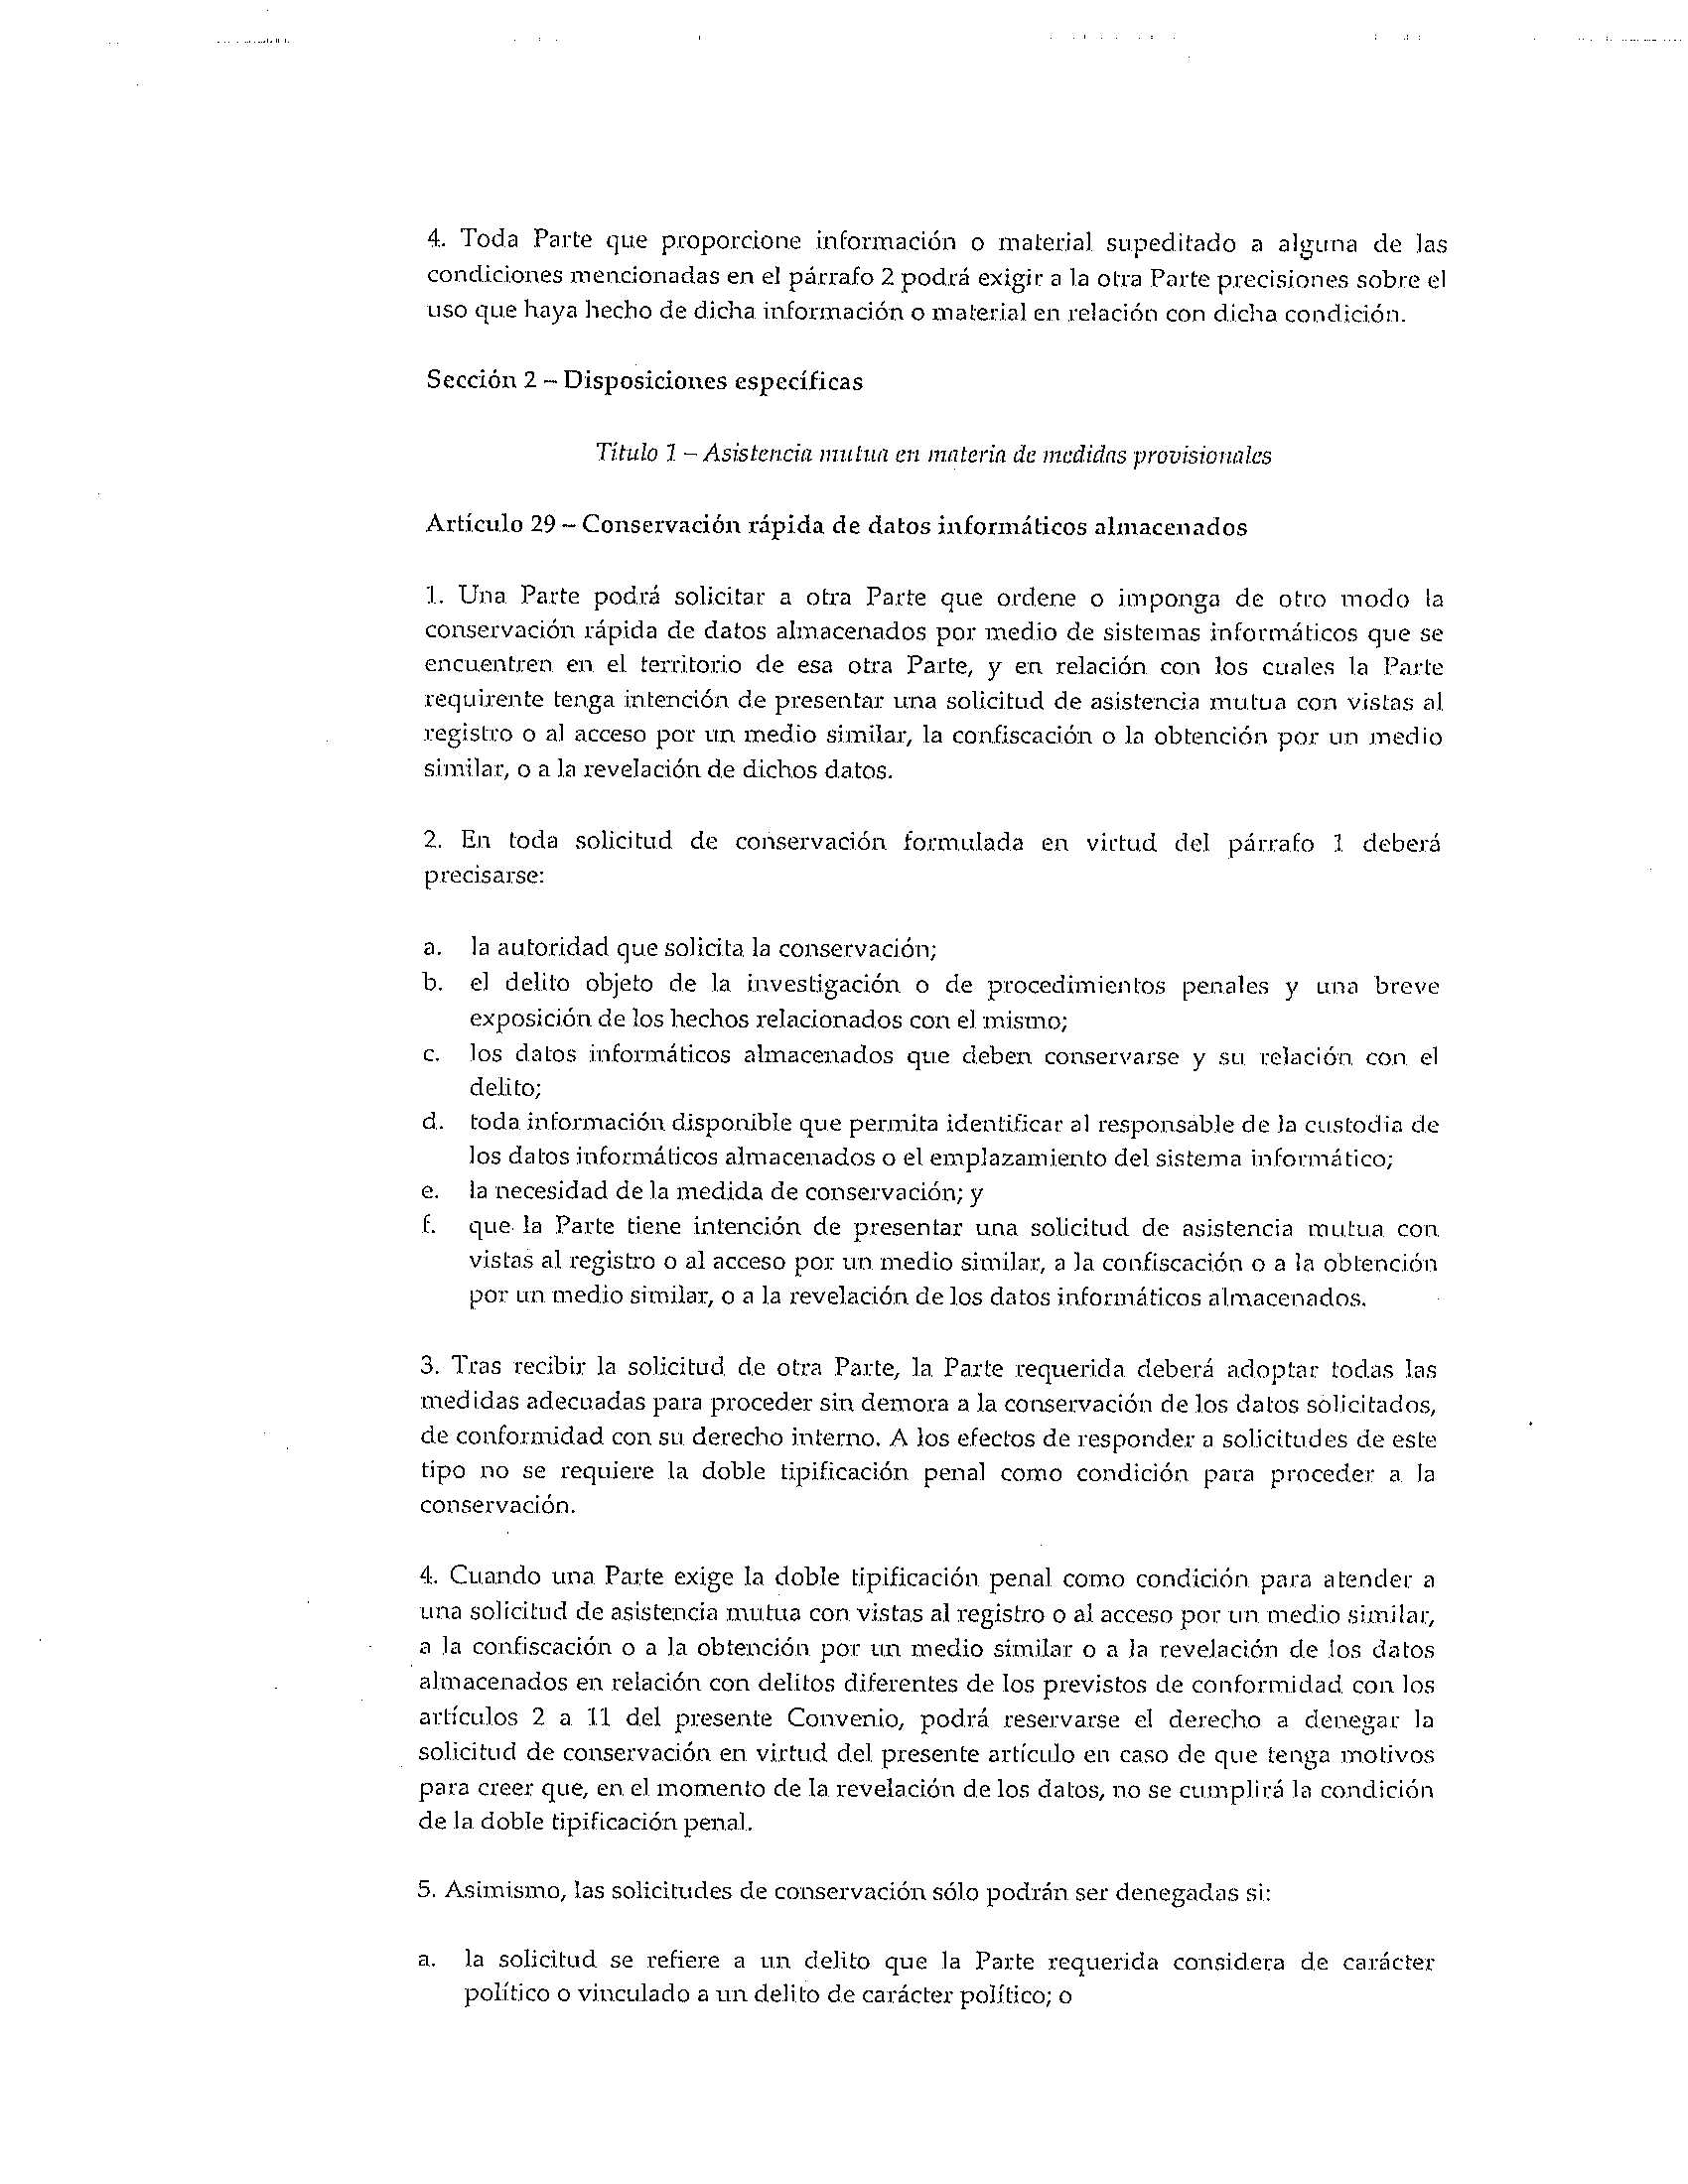 4. Toda Parte que proporcione información o material supeditado a alguna de las
condiciones mencionadas en el párrafo 2 podrá exigir a la otra Parte precisiones sobre el
uso que haya hecho de dicha información o material en relación con dicha condición.
Sección 2 – Disposiciones específicas
Título 1 – Asistencia mutua en materia de medidas provisionales
Artículo 29 – Conservación rápida de datos informáticos almacenados
1. Una Parte podrá solicitar a otra Parte que ordene o imponga de otro modo la
conservación rápida de datos almacenados por medio de sistemas informáticos que se
encuentren en el territorio de esa otra Parte, y en relación con los cuales la Parte
requirente tenga intención de presentar una solicitud de asistencia mutua con vistas al
registro o al acceso por un medio similar, la confiscación o la obtención por un medio
similar, o a la revelación de dichos datos.
2. En toda solicitud de conservación formulada en virtud del párrafo 1 deberá
precisarse:
a. la autoridad que solicita la conservación;
b. el delito objeto de la investigación o de procedimientos penales y una breve
exposición de los hechos relacionados con el mismo;
c. los datos informáticos almacenados que deben conservarse y su relación con el
delito;
d. toda información disponible que permita identificar al responsable de la custodia de
los datos informáticos almacenados o el emplazamiento del sistema informático;
e. la necesidad de la medida de conservación; y
f. que la Parte tiene intención de presentar una solicitud de asistencia mutua con
vistas al registro o al acceso por un medio similar, a la confiscación o a la obtención
por un medio similar, o a la revelación de los datos informáticos almacenados.
3. Tras recibir la solicitud de otra Parte, la Parte requerida deberá adoptar todas las
medidas adecuadas para proceder sin demora a la conservación de los datos solicitados,
de conformidad con su derecho interno. A los efectos de responder a solicitudes de este
tipo no se requiere la doble tipificación penal como condición para proceder a la
conservación.
4. Cuando una Parte exige la doble tipificación penal como condición para atender a
una solicitud de asistencia mutua con vistas al registro o al acceso por un medio similar,
a la confiscación o a la obtención por un medio similar o a la revelación de los datos
almacenados en relación con delitos diferentes de los previstos de conformidad con los
artículos 2 a 11 del presente Convenio, podrá reservarse el derecho a denegar la
solicitud de conservación en virtud del presente artículo en caso de que tenga motivos
para creer que, en el momento de la revelación de los datos, no se cumplirá la condición
de la doble tipificación penal.
5. Asimismo, las solicitudes de conservación sólo podrán ser denegadas si:
a. la solicitud se refiere a un delito que la Parte requerida considera de carácter
político o vinculado a un delito de carácter político; o